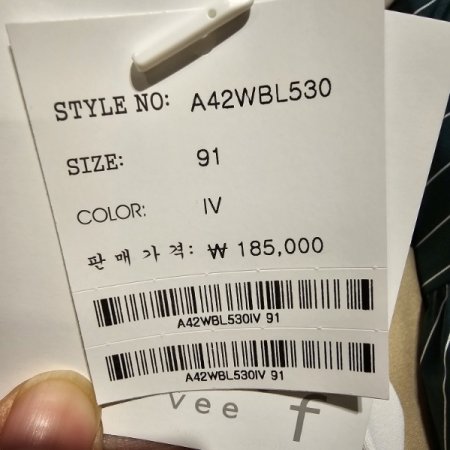 STYLE NO: A42WBL530
SIZE: 91
COLOR: IV
판매가격: ₩ 185,000
A42WBL530IV 91
A42WBL530IV 91
vee f